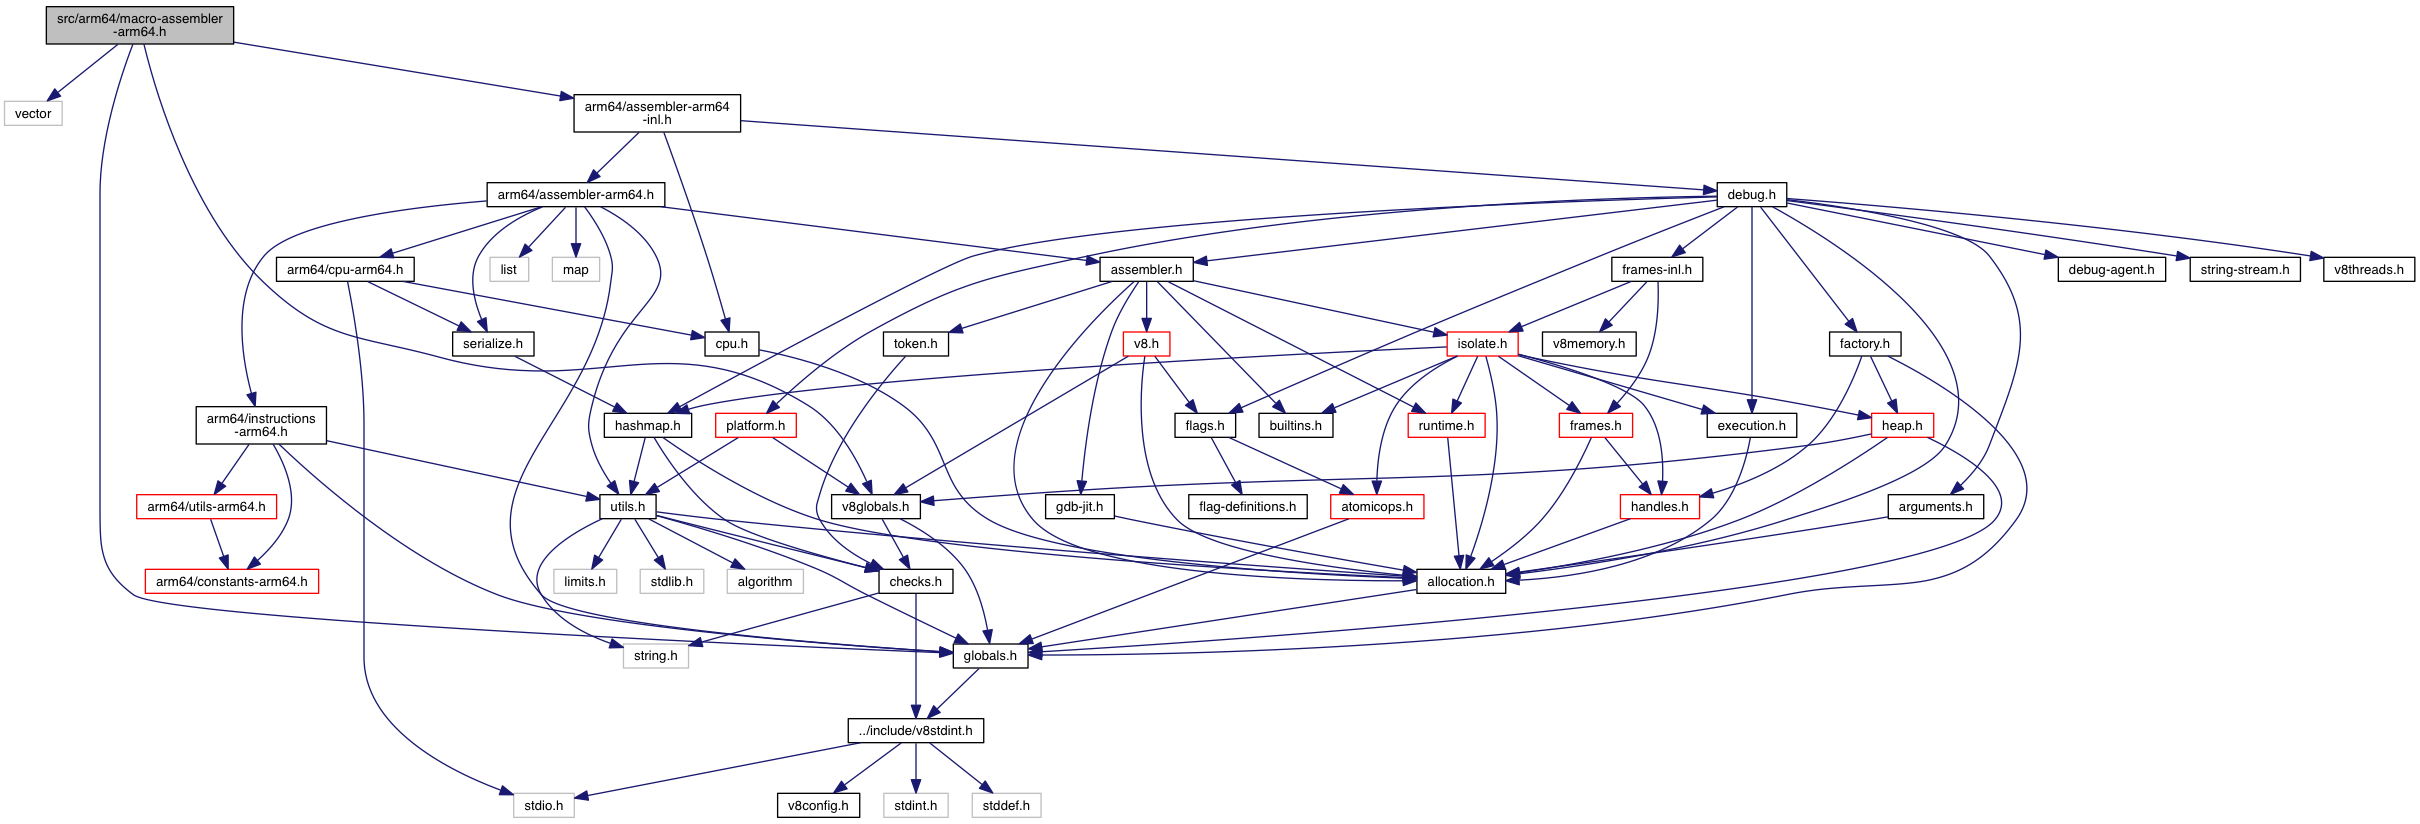 src/arm64/macro-assembler
-arm64.h
vector
arm64/assembler-arm64
-inl.h
arm64/assembler-arm64.h
debug.h
arm64/cpu-arm64.h
list
map
assembler.h
frames-inl.h
debug-agent.h
string-stream.h
v8threads.h
serialize.h
cpu.h
token.h
v8.h
isolate.h
v8memory.h
factory.h
arm64/instructions
-arm64.h
hashmap.h
platform.h
flags.h
builtins.h
runtime.h
frames.h
execution.h
heap.h
arm64/utils-arm64.h
utils.h
v8globals.h
gdb-jit.h
flag-definitions.h
atomicops.h
handles.h
arguments.h
arm64/constants-arm64.h
limits.h
stdlib.h
algorithm
checks.h
allocation.h
string.h
globals.h
../include/v8stdint.h
stdio.h
v8config.h
stdint.h
stddef.h